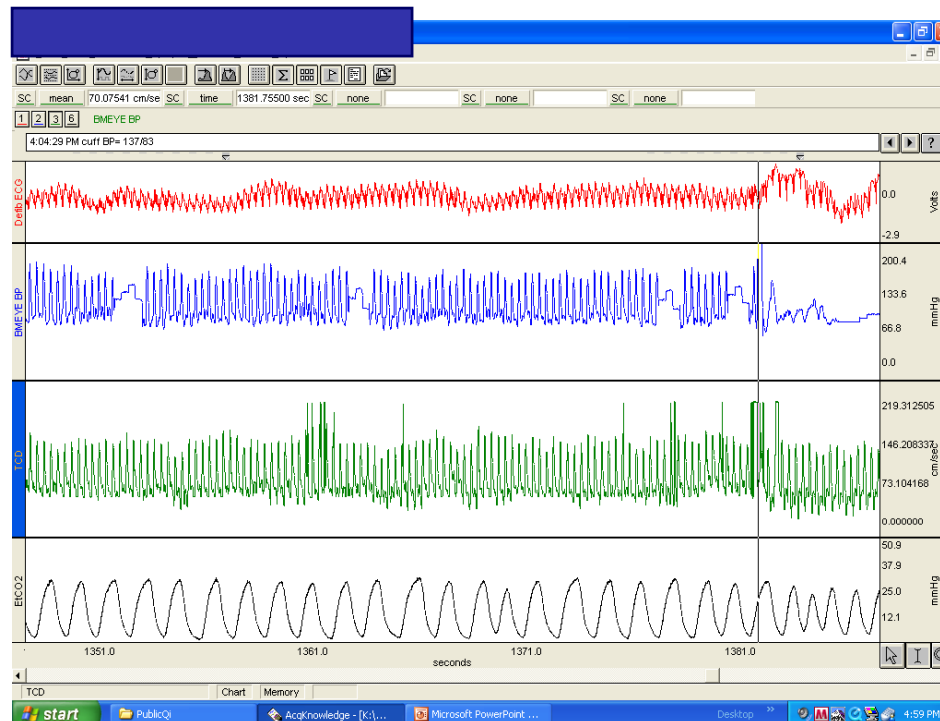 SC mean 70.07541 cm/se SC time 1381.75500 sec SC none SC none SC none
1 2 3 6 BMEYE BP
4:04:29 PM cuff BP= 137/83
?
Defib ECG
0.0
-2.9
Volts
BMEYE BP
200.4
133.6
66.8
0.0
mmHg
TCD
219.312505
146.208337
73.104168
0.000000
cm/sec
EtCO2
50.9
37.9
25.0
12.1
mmHg
1351.0 1361.0 1371.0 1381.0
seconds
TCD Chart Memory
start PublicQi AcqKnowledge - [K:\... Microsoft PowerPoint ... Desktop » 4:59 PM